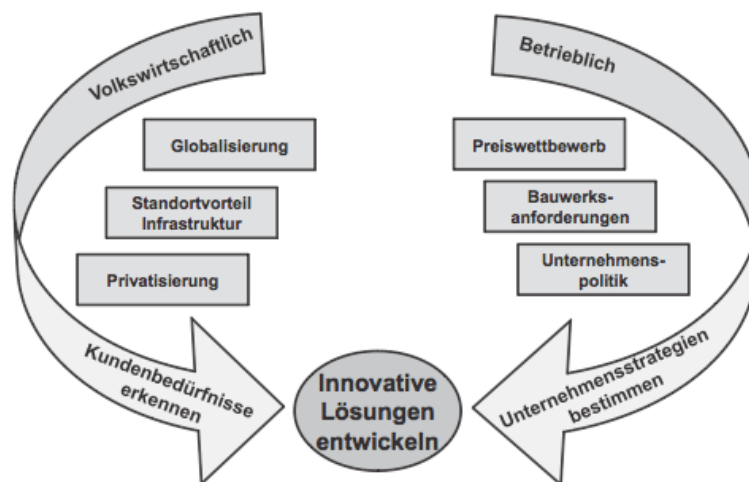 Volkswirtschaftlich
Betrieblich
Globalisierung
Preiswettbewerb
Standortvorteil
Infrastruktur
Bauwerks-
anforderungen
Privatisierung
Unternehmens-
politik
Kundenbedürfnisse
erkennen
Innovative
Lösungen
entwickeln
Unternehmensstrategien
bestimmen